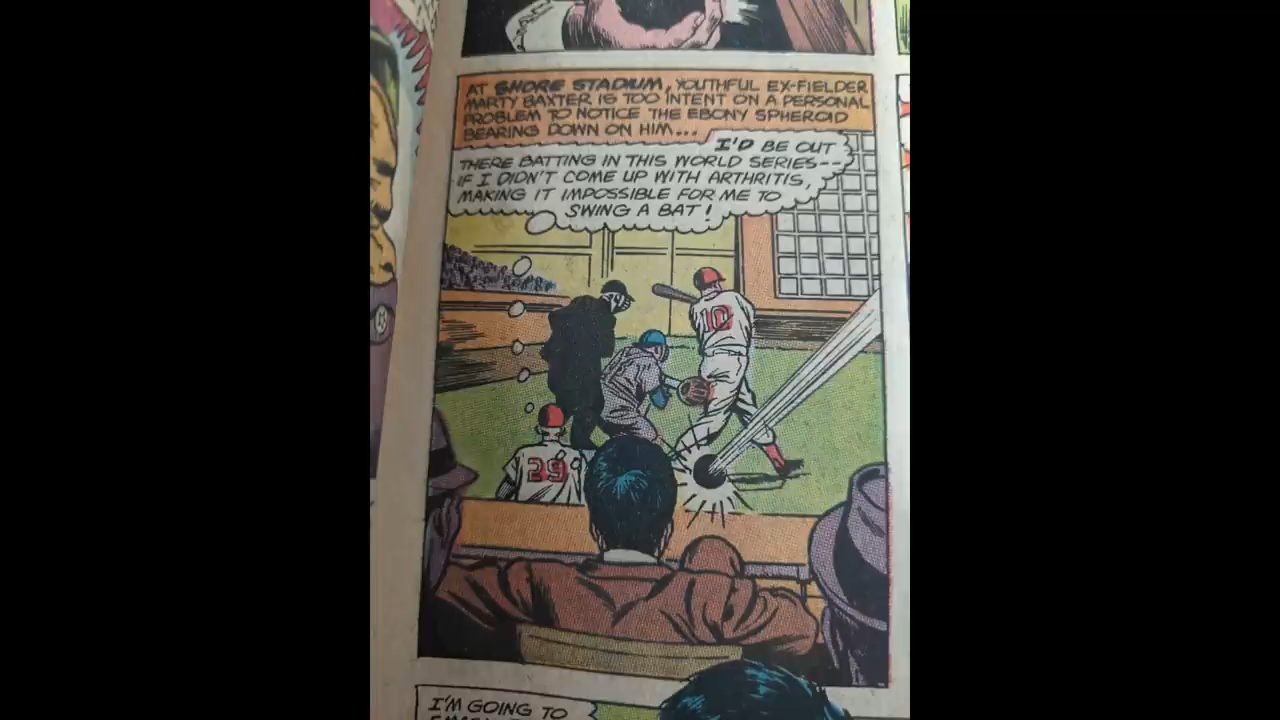 AT SHORE STADIUM, YOUTHFUL EX-FIELDER
MARTY BAXTER IS TOO INTENT ON A PERSONAL
PROBLEM TO NOTICE THE EBONY SPHEROID
BEARING DOWN ON HIM...
I'D BE OUT
THERE BATTING IN THIS WORLD SERIES--
IF I DIDN'T COME UP WITH ARTHRITIS,
MAKING IT IMPOSSIBLE FOR ME TO
SWING A BAT!
10
29
I'M GOING TO